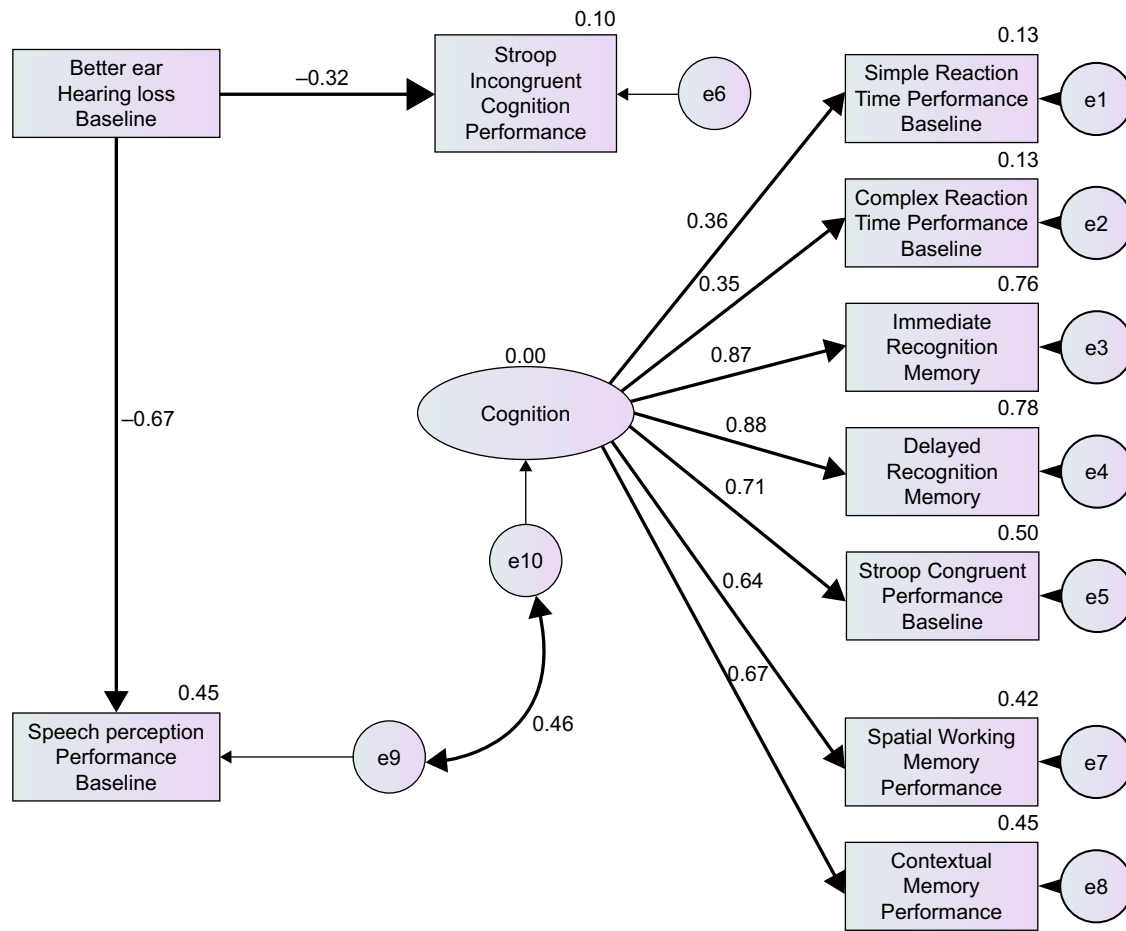 Better ear
Hearing loss
Baseline
–0.32
0.10
Stroop
Incongruent
Cognition
Performance
e6
0.13
Simple Reaction
Time Performance
Baseline
e1
0.13
Complex Reaction
Time Performance
Baseline
e2
0.36
0.35
0.76
Immediate
Recognition
Memory
e3
0.87
0.00
Cognition
0.88
0.78
Delayed
Recognition
Memory
e4
–0.67
0.71
0.50
Stroop Congruent
Performance
Baseline
e5
e10
0.64
0.67
0.45
Speech perception
Performance
Baseline
e9
0.46
0.42
Spatial Working
Memory
Performance
e7
0.45
Contextual
Memory
Performance
e8